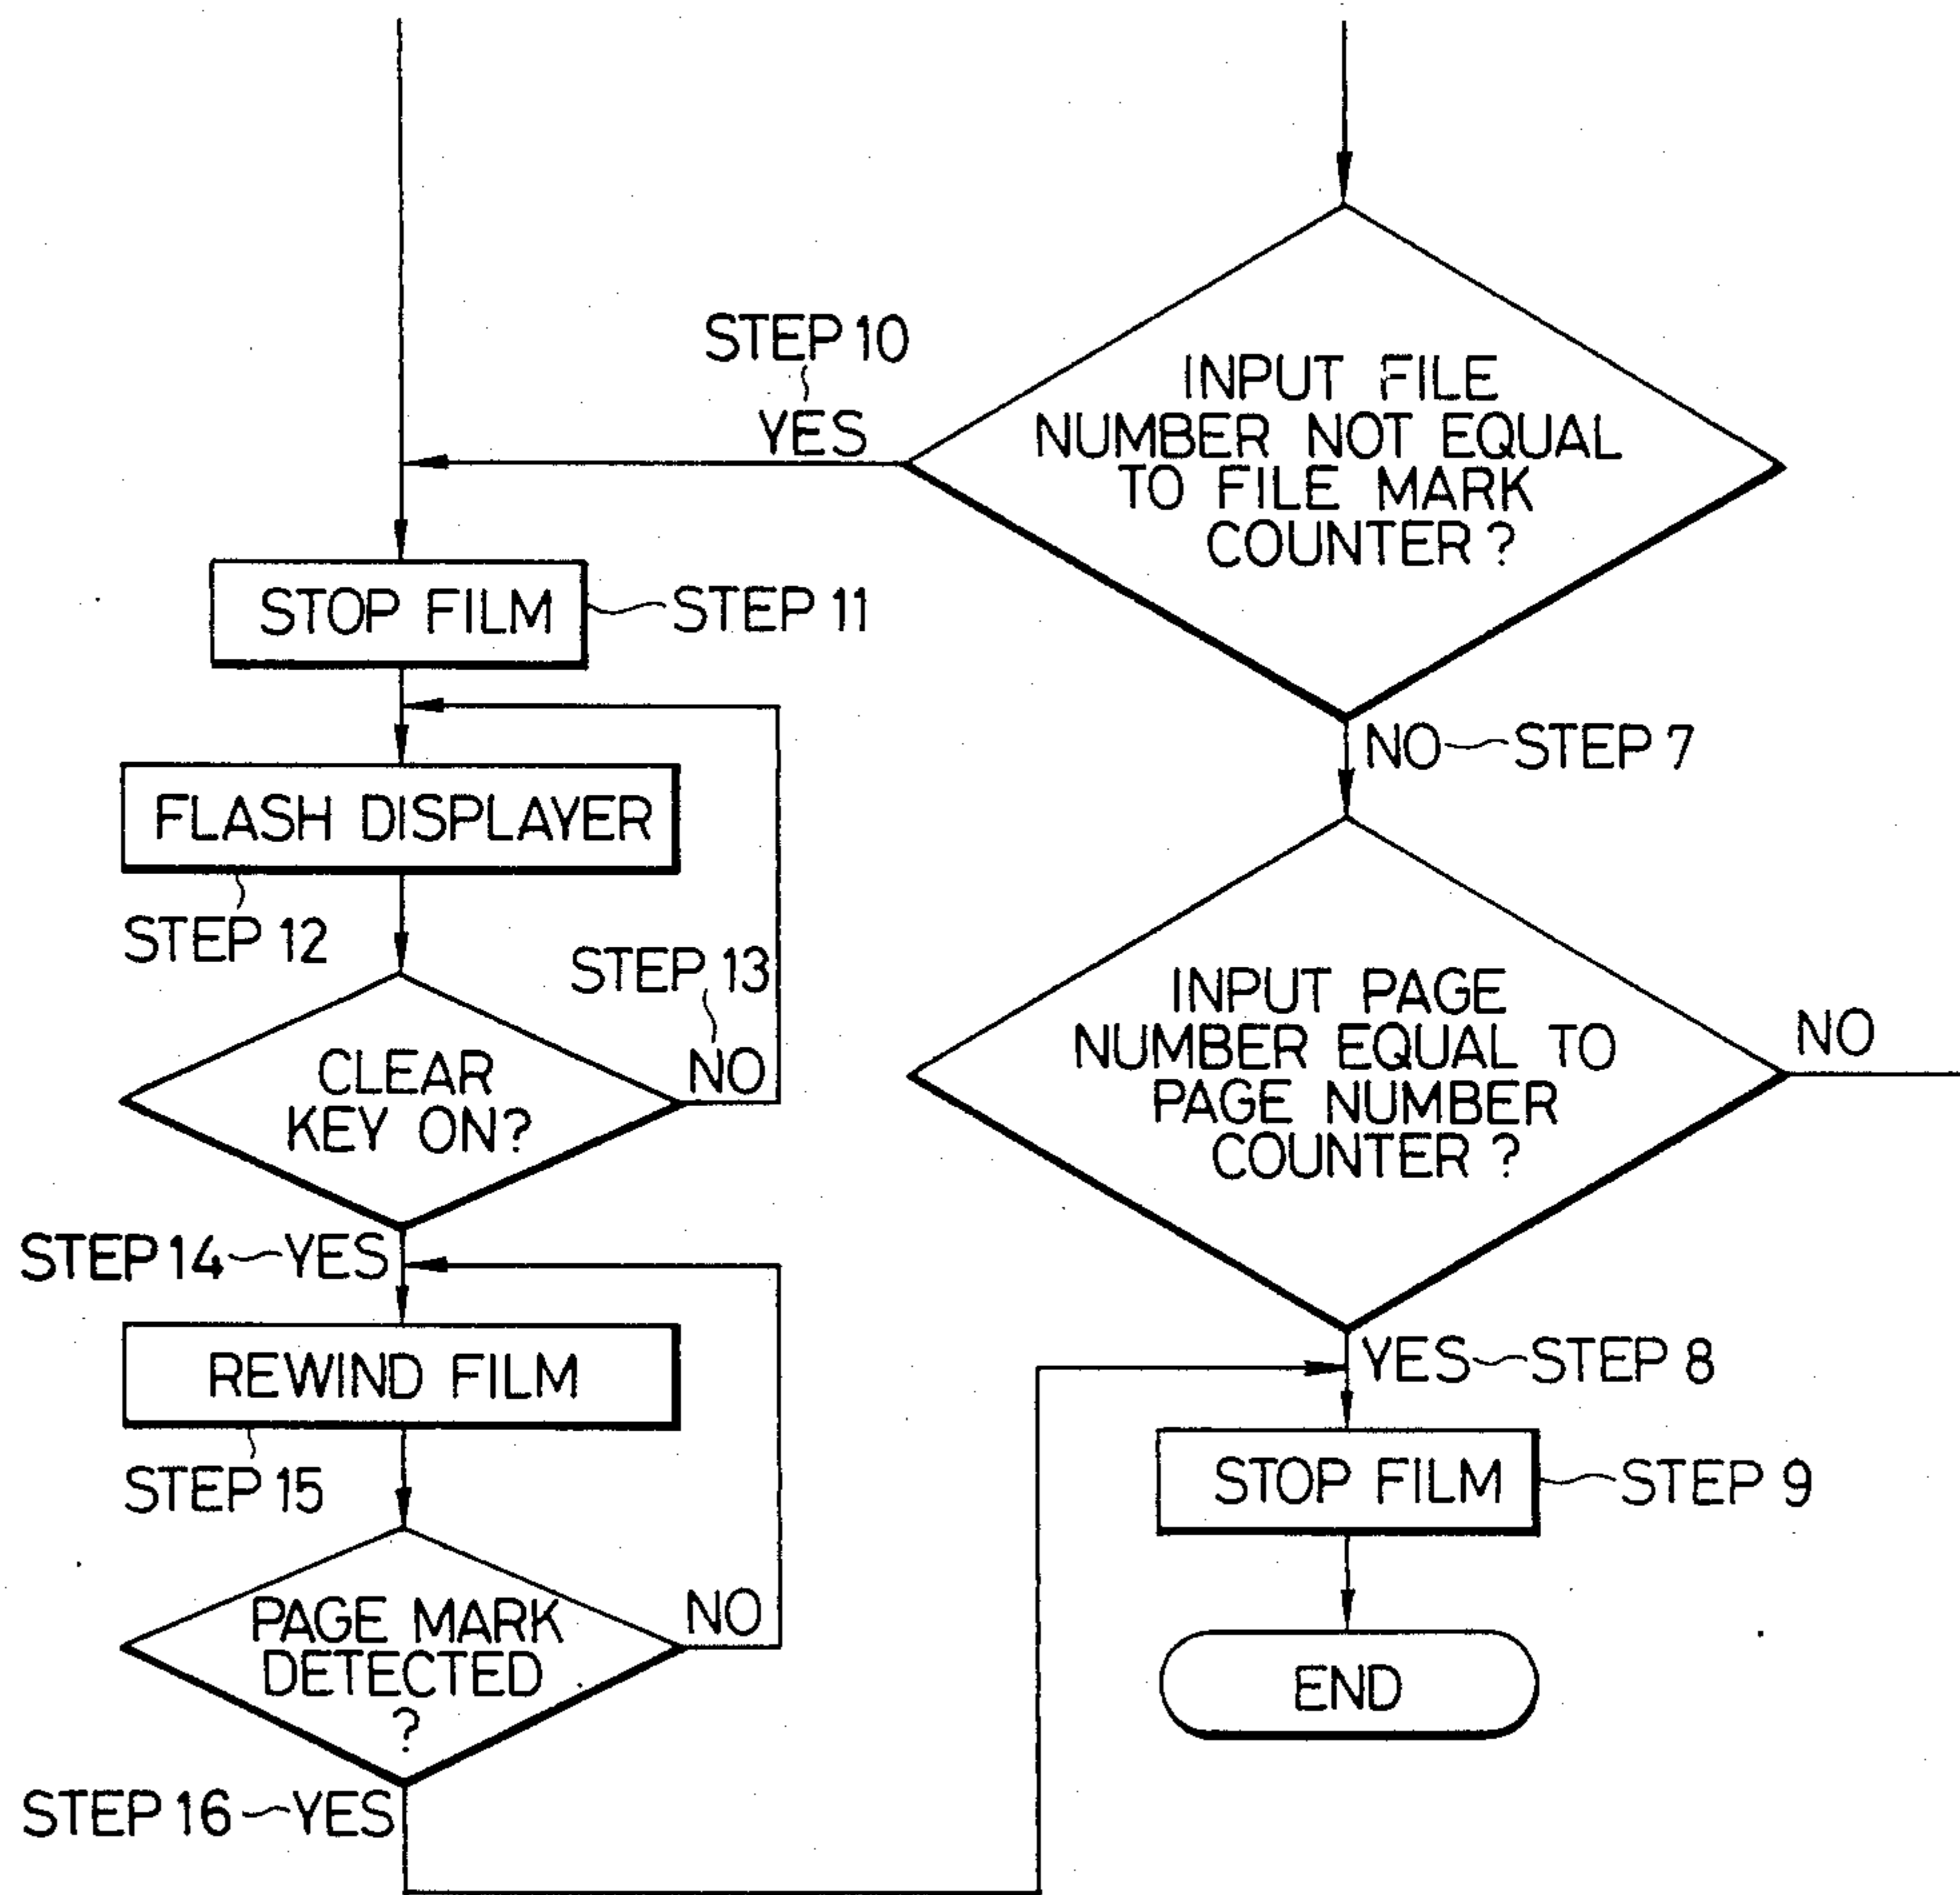 STEP 10
YES
INPUT FILE
NUMBER NOT EQUAL
TO FILE MARK
COUNTER ?
STOP FILM
STEP 11
NO
STEP 7
FLASH DISPLAYER
STEP 12
STEP 13
NO
CLEAR
KEY ON?
INPUT PAGE
NUMBER EQUAL TO
PAGE NUMBER
COUNTER ?
NO
STEP 14
YES
REWIND FILM
STEP 15
YES
STEP 8
STOP FILM
STEP 9
PAGE MARK
DETECTED
?
NO
END
STEP 16
YES